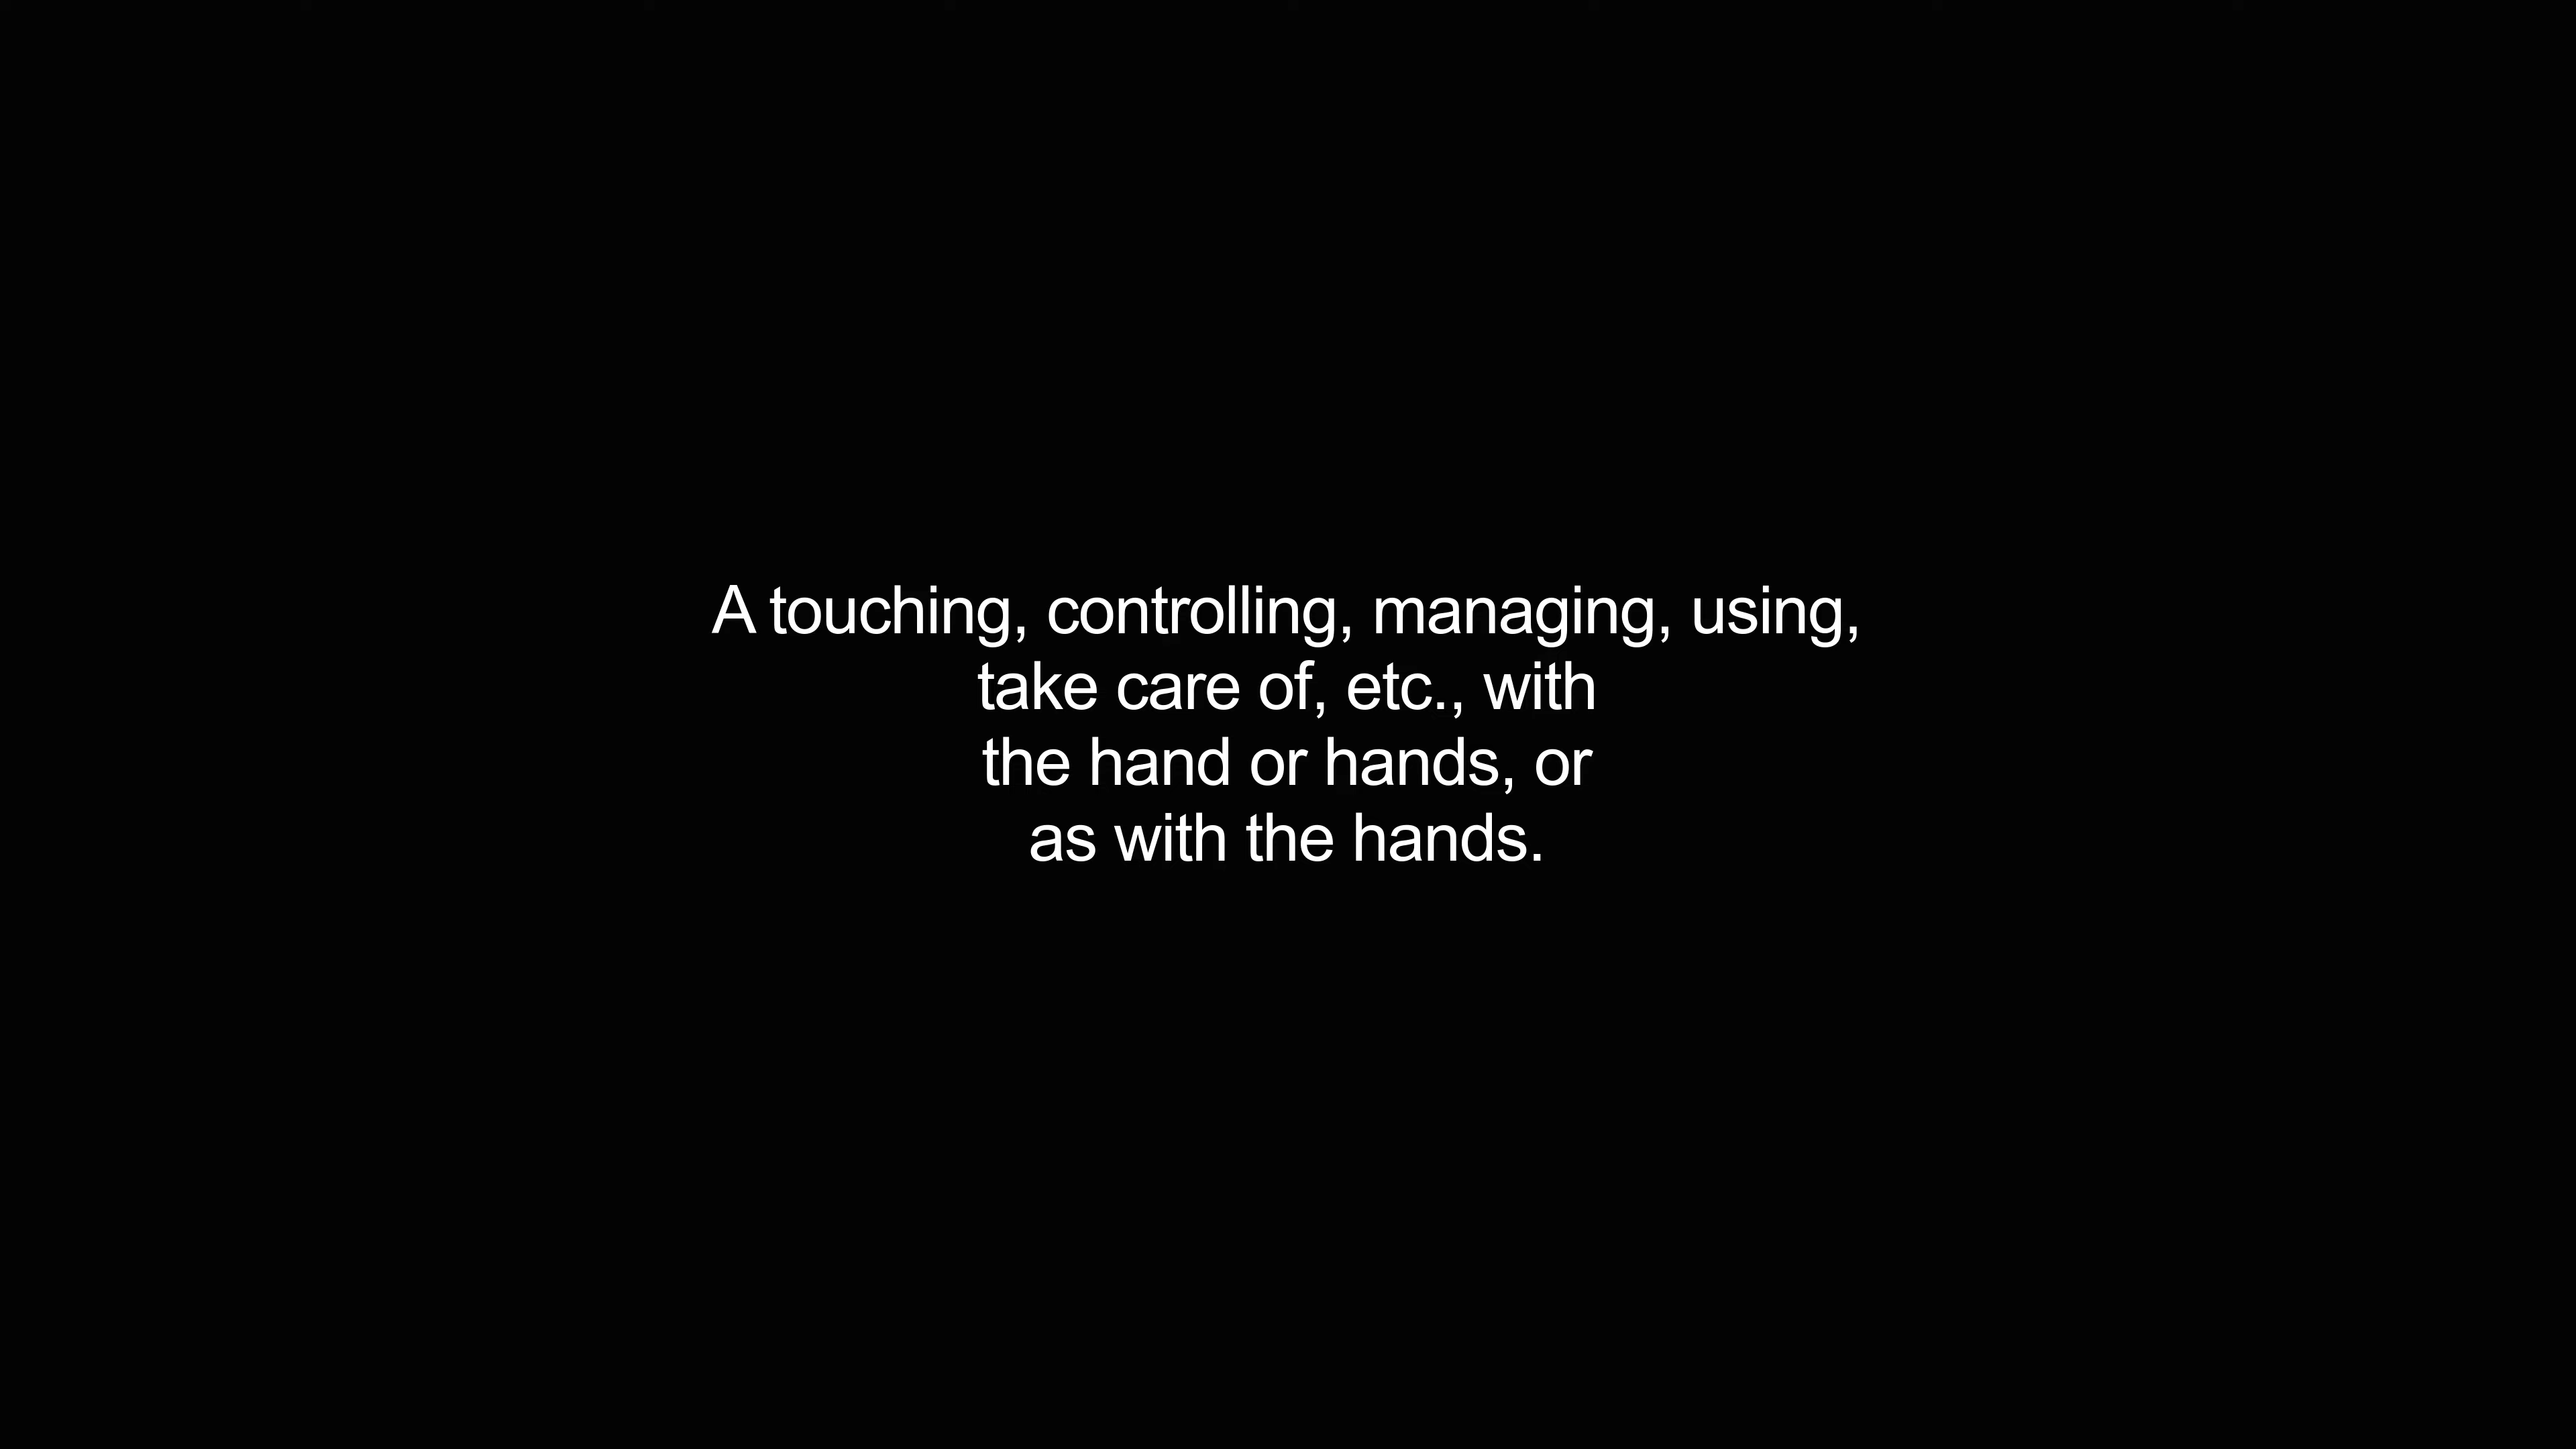 A touching, controlling, managing, using,
take care of, etc., with
the hand or hands, or
as with the hands.